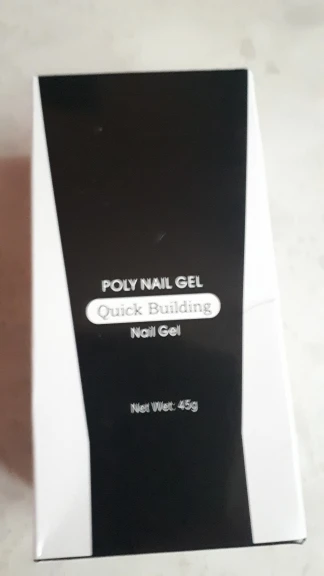 POLY NAIL GEL
Quick Building
Nail Gel
Net Wet: 45g